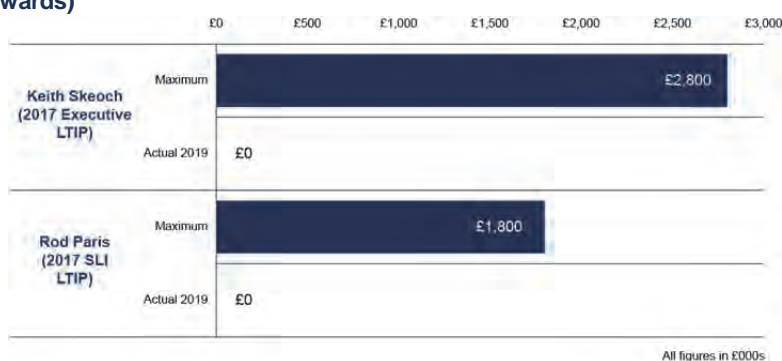 wards)
£0 £500 £1,000 £1,500 £2,000 £2,500 £3,000
Keith Skeoch
(2017 Executive
LTIP)
Maximum
£2,800
Actual 2019
£0
Rod Paris
(2017 SLI
LTIP)
Maximum
£1,800
Actual 2019
£0
All figures in £000s